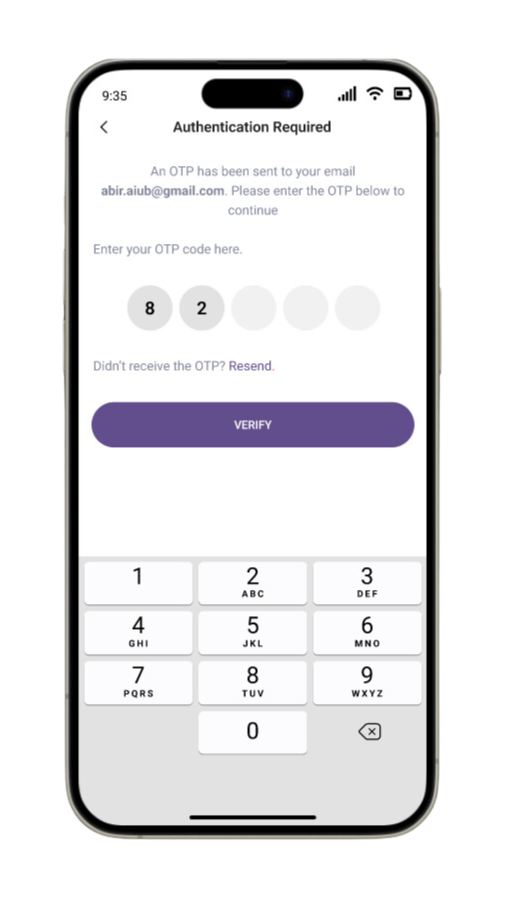 9:35
Authentication Required
An OTP has been sent to your email
abir.aiub@gmail.com. Please enter the OTP below to
continue
Enter your OTP code here.
8 2
Didn't receive the OTP? Resend.
VERIFY
1 2 3
ABC DEF
4 5 6
GHI JKL MNO
7 8 9
PQRS TUV WXYZ
0